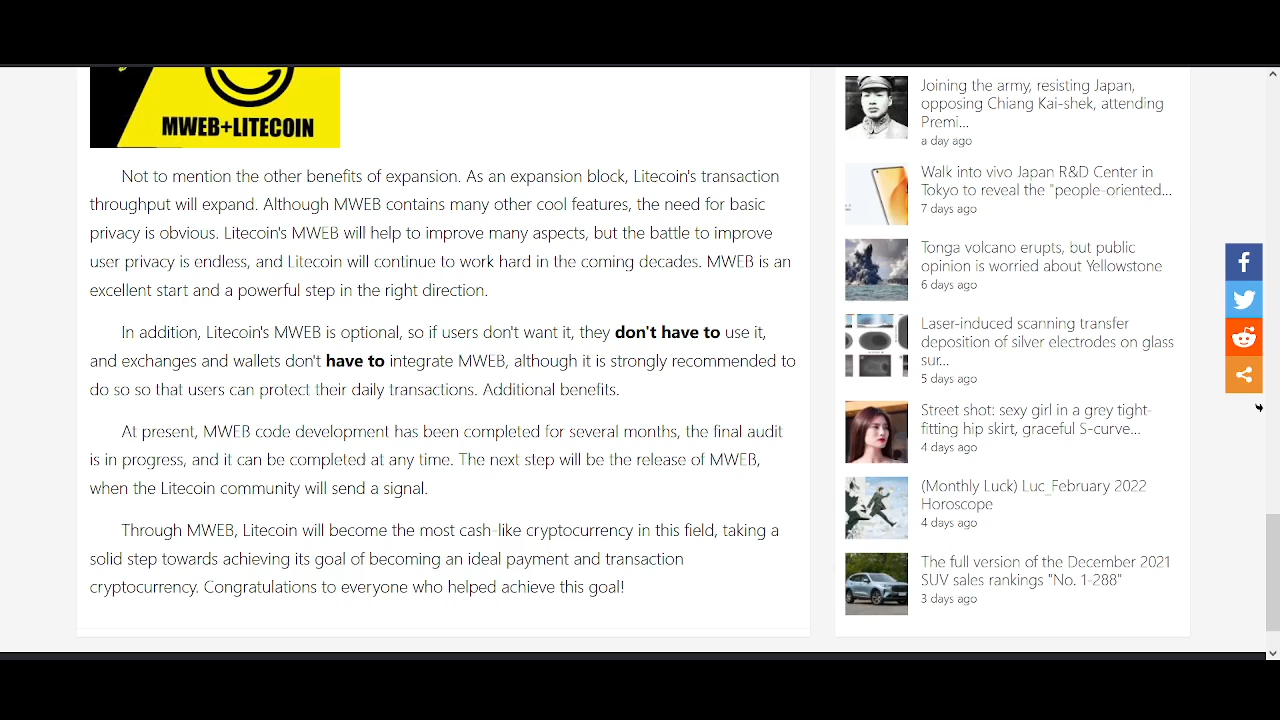 MWEB+LITECOIN
Not to mention the other benefits of expansion. As an expansion block, Litecoin's transaction
throughput will expand. Although MWEB contains many other cool features, the need for basic
privacy is obvious. Litecoin's MWEB will help to improve many aspects, but the battle to improve
user privacy is endless, and Litecoin will continue to work hard in the coming decades. MWEB is an
excellent start and a powerful step in the right direction.
In addition, Litecoin's MWEB is optional, so if users don't want it, they don't have to use it,
and exchanges and wallets don't have to integrate MWEB, although it is strongly recommended to
do so so that users can protect their daily transactions. Additional benefits.
At present, MWEB code development has been completed for several months, the final audit
is in progress, and it can be completed at any time. The next step will be the release of MWEB,
when the Litecoin community will send a signal.
Through MWEB, Litecoin will become the most cash-like cryptocurrency in this field, taking a
solid step towards achieving its goal of becoming an ideal payment and transaction
cryptocurrency. Congratulations to everyone who helped achieve this goal!
Joining the army, resisting Japan,
opposing Chiang Kai-shek, attending
Premi...
a day ago
Walk into vivo Japan R&D Center in
Tokyo to reveal the "people-oriented...
7 days ago
Tonga volcano erupts, but public
opinion is worried about Yellowstone
6 days ago
Laser-induced scanning transfer
deposition of silver electrodes on glass
sur...
5 days ago
Street shot: sexy girl in a grey tight-
fitting hip skirt, graceful S-curve...
4 days ago
(Monthly Luck) Luc_February 2022
Horoscope
4 days ago
The full version of the December 2021
SUV sales rankings "No. 1-288"
3 days ago